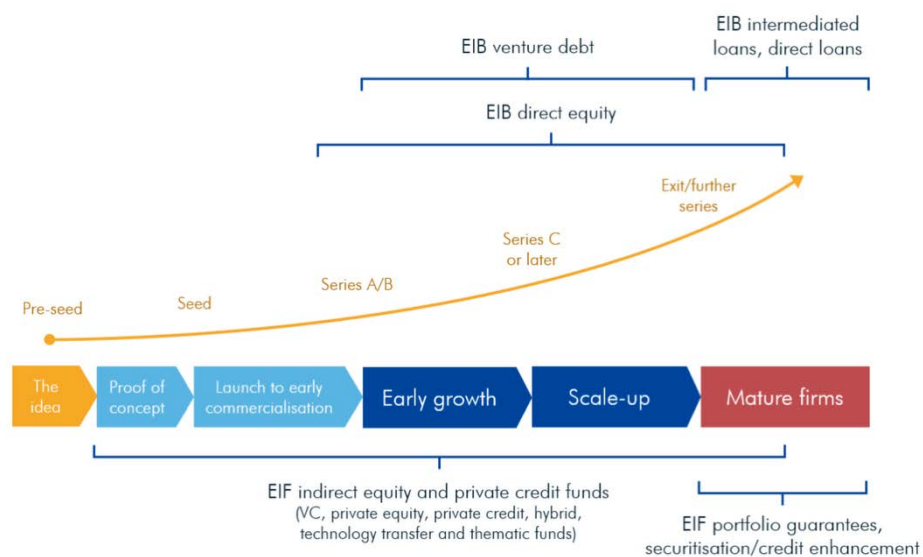 EIB venture debt
EIB intermediated
loans, direct loans
EIB direct equity
Exit/further
series
Series C
or later
Series A/B
Seed
Pre-seed
The
idea
Proof of
concept
Launch to early
commercialisation
Early growth
Scale-up
Mature firms
EIF indirect equity and private credit funds
(VC, private equity, private credit, hybrid,
technology transfer and thematic funds)
EIF portfolio guarantees,
securitisation/credit enhancement